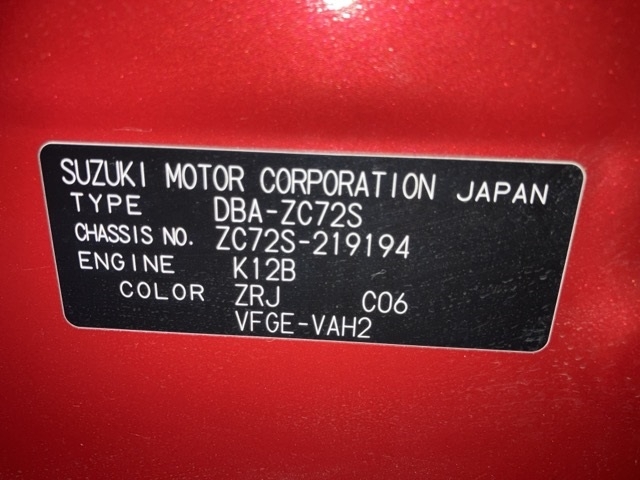 SUZUKI MOTOR CORPORATION JAPAN
TYPE DBA-ZC72S
CHASSIS NO. ZC72S-219194
ENGINE K12B
COLOR ZRJ C06
VFGE-VAH2